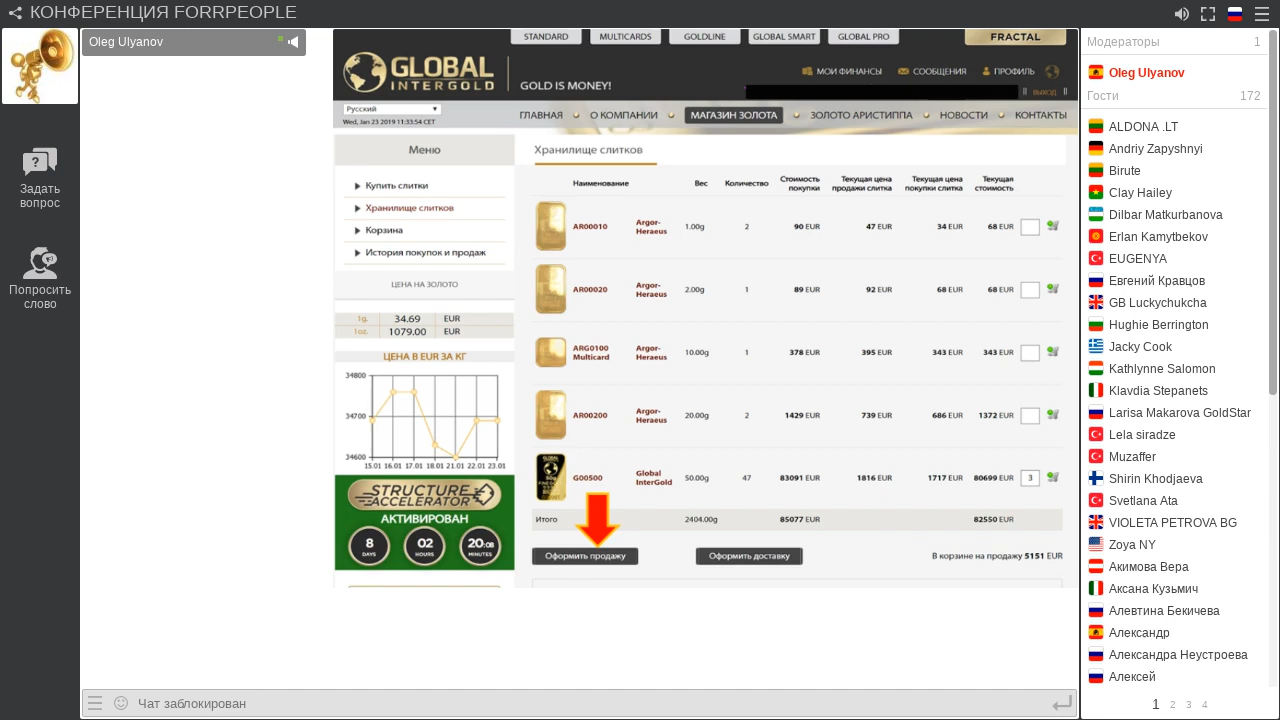 КОНФЕРЕНЦИЯ FORRPEOPLE
Oleg Ulyanov
Задать
вопрос
Попросить
слово
STANDARD
MULTICARDS
GOLDLINE
GLOBAL SMART
GLOBAL PRO
FRACTAL
GLOBAL
INTERGOLD
GOLD IS MONEY!
МОИ ФИНАНСЫ
СООБЩЕНИЯ
ПРОФИЛЬ
ВЫХОД
Русский
Wed, Jan 23 2019 11:33:54 CET
ГЛАВНАЯ
О КОМПАНИИ
МАГАЗИН ЗОЛОТА
ЗОЛОТО АРИСТИППА
НОВОСТИ
КОНТАКТЫ
Меню
Купить слитки
Хранилище слитков
Корзина
История покупок и продаж
ЦЕНА НА ЗОЛОТО
1g. 34.69 EUR
1oz. 1079.00 EUR
ЦЕНА В EUR ЗА КГ
34800
34700
34600
15.01 16.01 17.01 18.01 21.01 22.01 23.01
STRUCTURE
ACCELERATOR
АКТИВИРОВАН
8 02 20:08
DAYS HOURS MINUTES
Хранилище слитков
Наименование Вес Количество Стоимость покупки Текущая цена продажи слитка Текущая цена покупки слитка Текущая стоимость
AR00010 Argor-Heraeus 1.00g 2 90 EUR 47 EUR 34 EUR 68 EUR
AR00020 Argor-Heraeus 2.00g 1 89 EUR 92 EUR 68 EUR 68 EUR
ARG0100 Multicard Argor-Heraeus 10.00g 1 378 EUR 395 EUR 343 EUR 343 EUR
AR00200 Argor-Heraeus 20.00g 2 1429 EUR 739 EUR 686 EUR 1372 EUR
G00500 Global InterGold 50.00g 47 83091 EUR 1816 EUR 1717 EUR 80699 EUR 3
Итого 2404.00g 85077 EUR 82550 EUR
Оформить продажу
Оформить доставку
В корзине на продажу 5151 EUR
Чат заблокирован
Модераторы 1
Oleg Ulyanov
Гости 172
ALDONA .LT
Andriy Zapyshnyi
Birute
Clay Hailey
Dilbar Matkurbanova
Erlan Kamytbekov
EUGENYA
Евгений Кравцов
GB Luckychukcha
Hughie Berrington
Jacky Cook
Kathlynne Salomon
Klavdia Stepanets
Larisa Makarova GoldStar
Lela siradze
Muzaffer
Shirin Khodjaeva
Svetlana Ata
VIOLETA PETROVA BG
Zoya NY
Акимова Вера
Аксана Кузьмич
Алевтина Бекичева
Александр
Александра Неустроева
Алексей
1 2 3 4